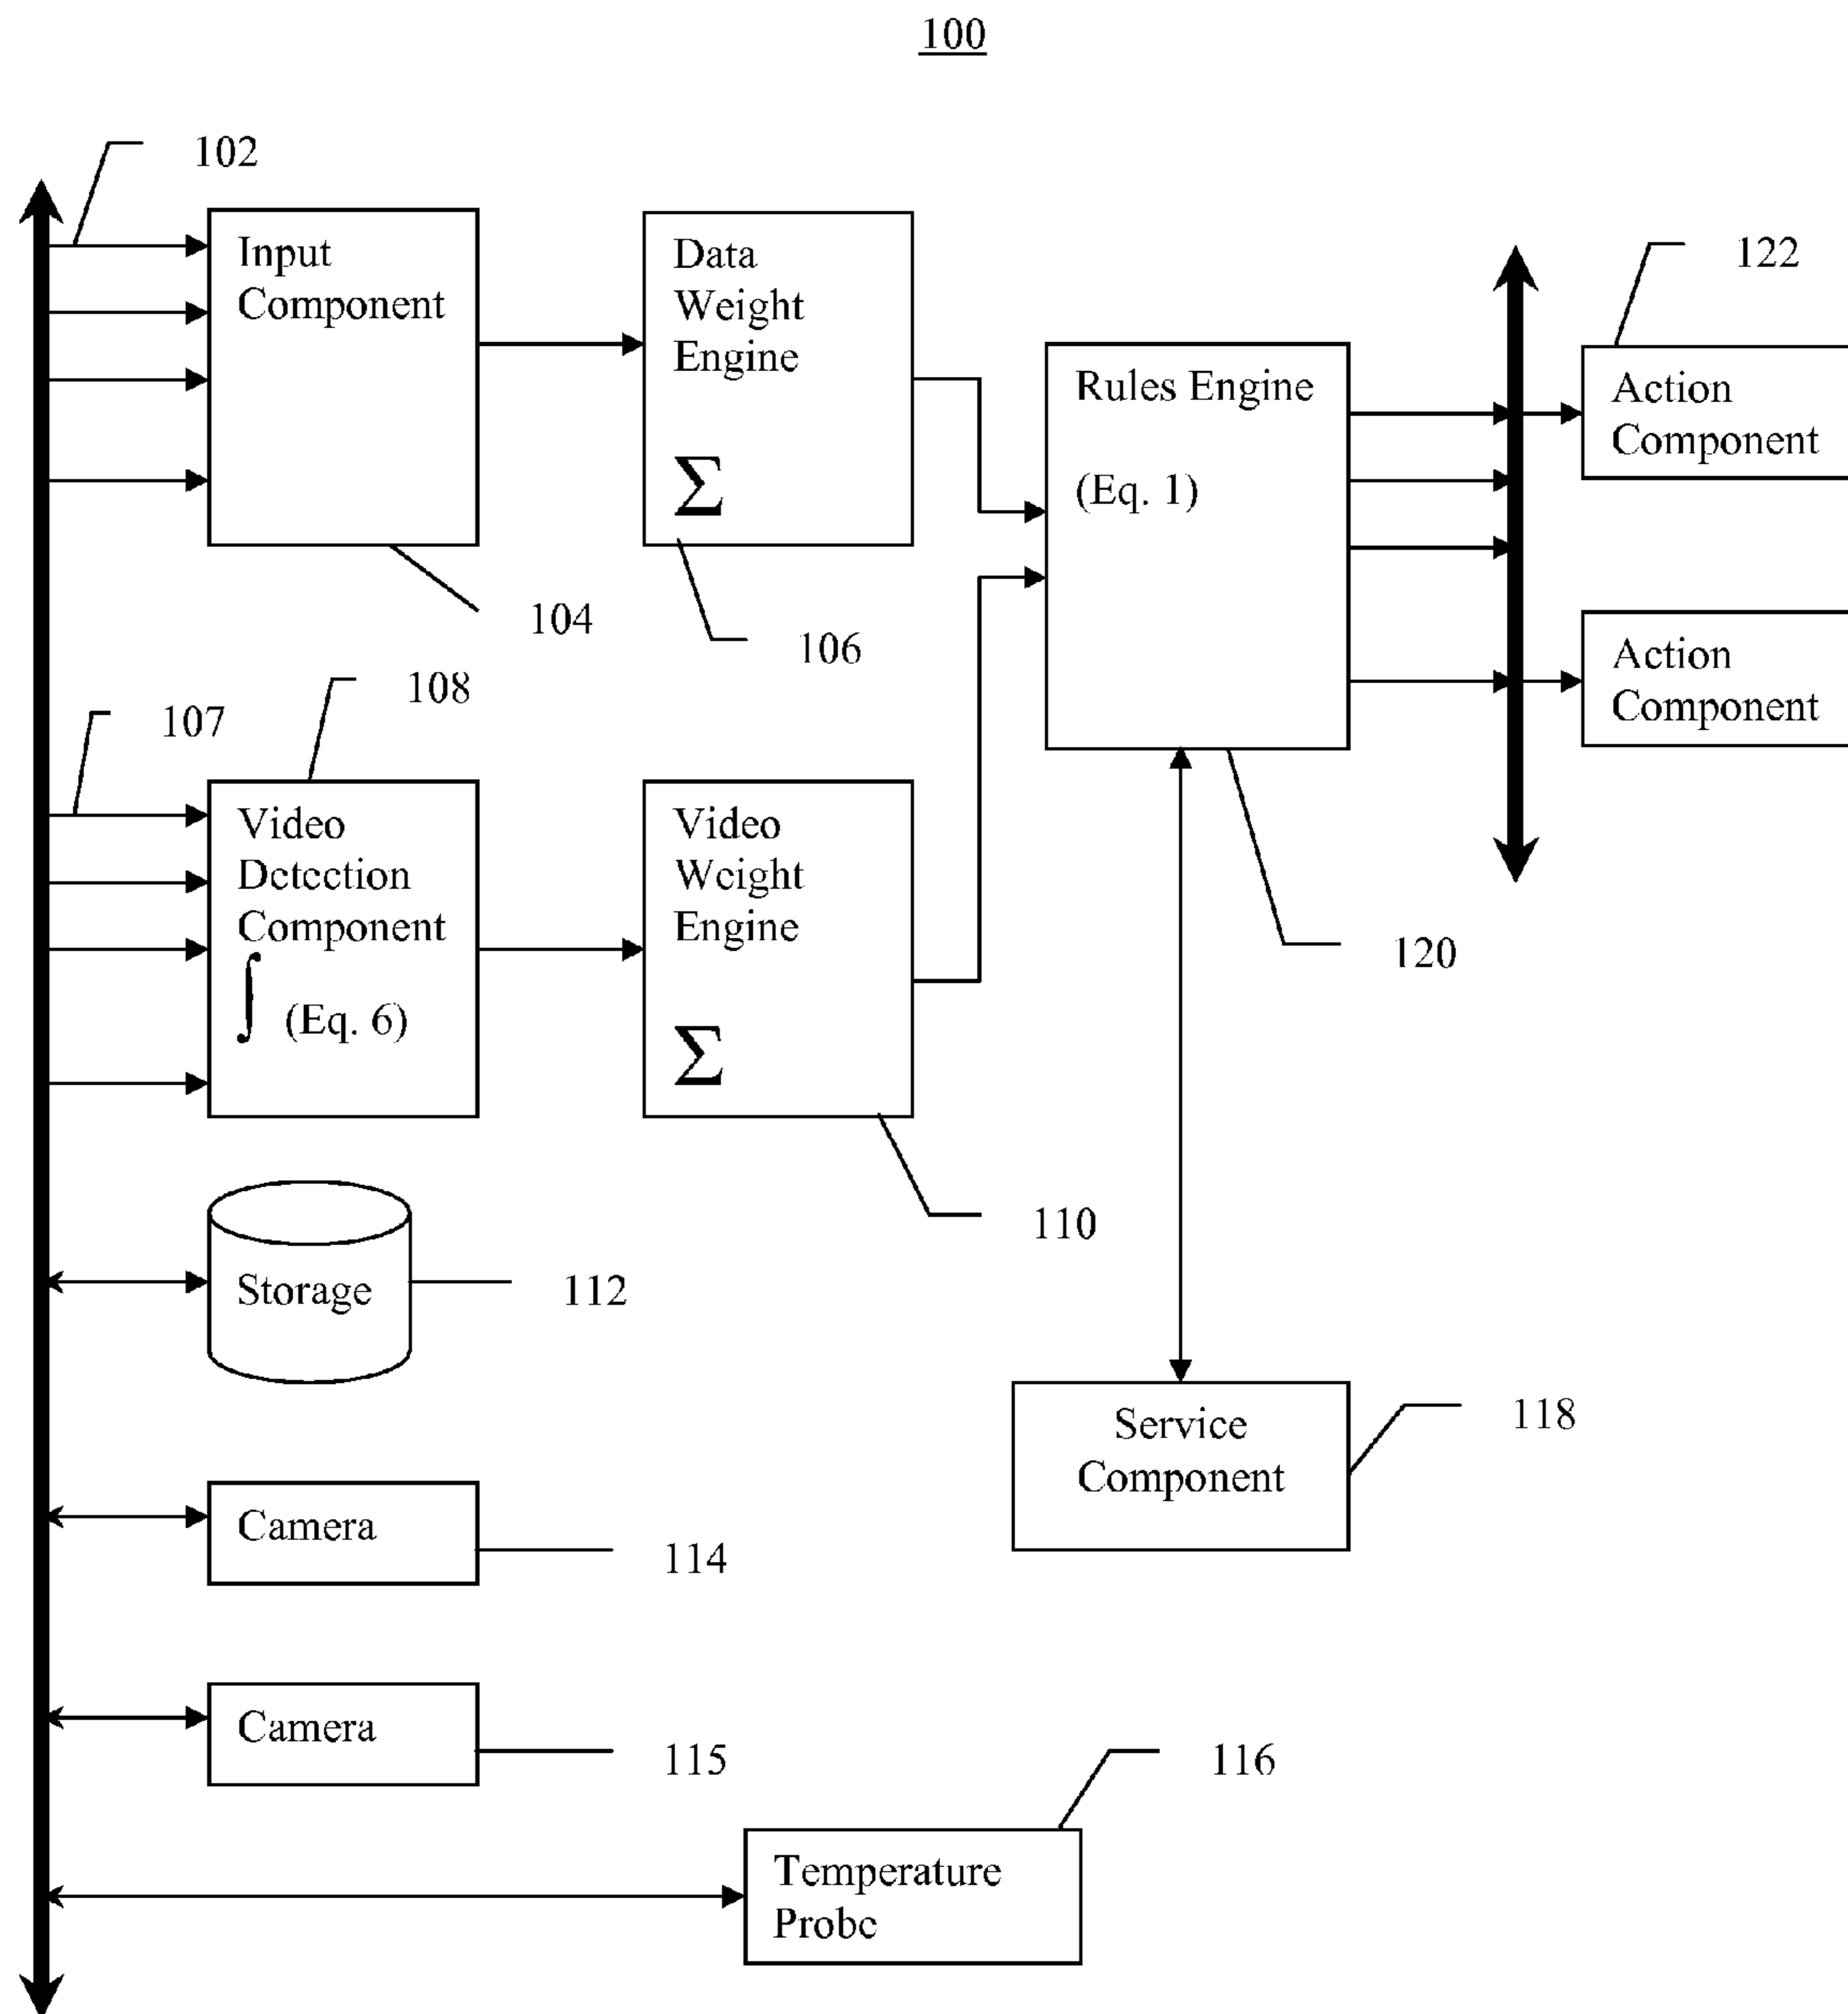 100
102
Input
Component
104
Data
Weight
Engine
Σ
106
Rules Engine
(Eq. 1)
122
Action
Component
Action
Component
107
108
Video
Detection
Component
∫ (Eq. 6)
Video
Weight
Engine
Σ
110
120
Storage
112
Service
Component
118
Camera
114
Camera
115
116
Temperature
Probe